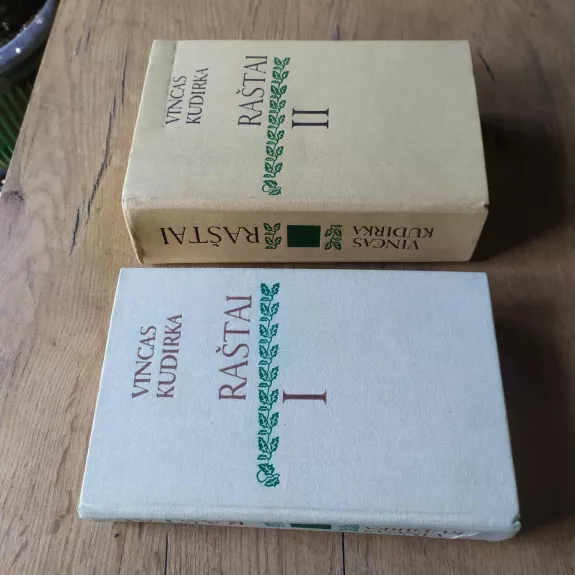 VINCAS
KUDIRKA
RAŠTAI
II
VINCAS
KUDIRKA
RAŠTAI
VINCAS
KUDIRKA
RAŠTAI
I